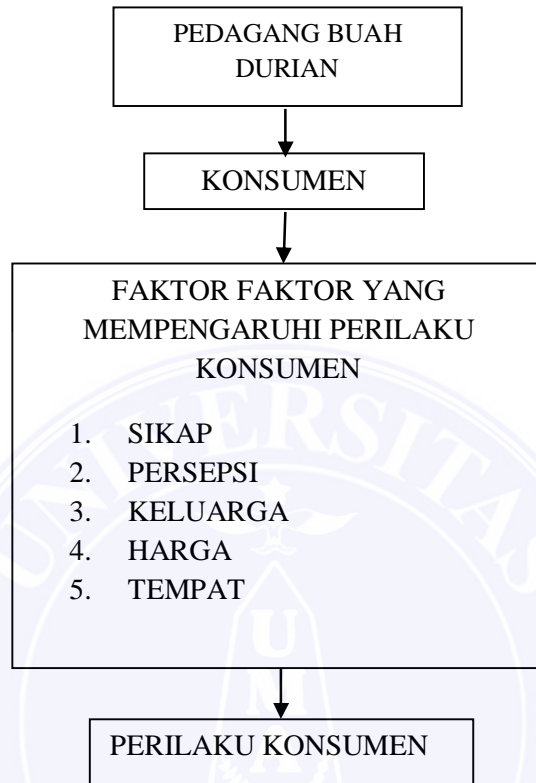 PEDAGANG BUAH
DURIAN
KONSUMEN
FAKTOR FAKTOR YANG
MEMPENGARUHI PERILAKU
KONSUMEN
1. SIKAP
2. PERSEPSI
3. KELUARGA
4. HARGA
5. TEMPAT
PERILAKU KONSUMEN
UNIVERSITAS
U
M
A